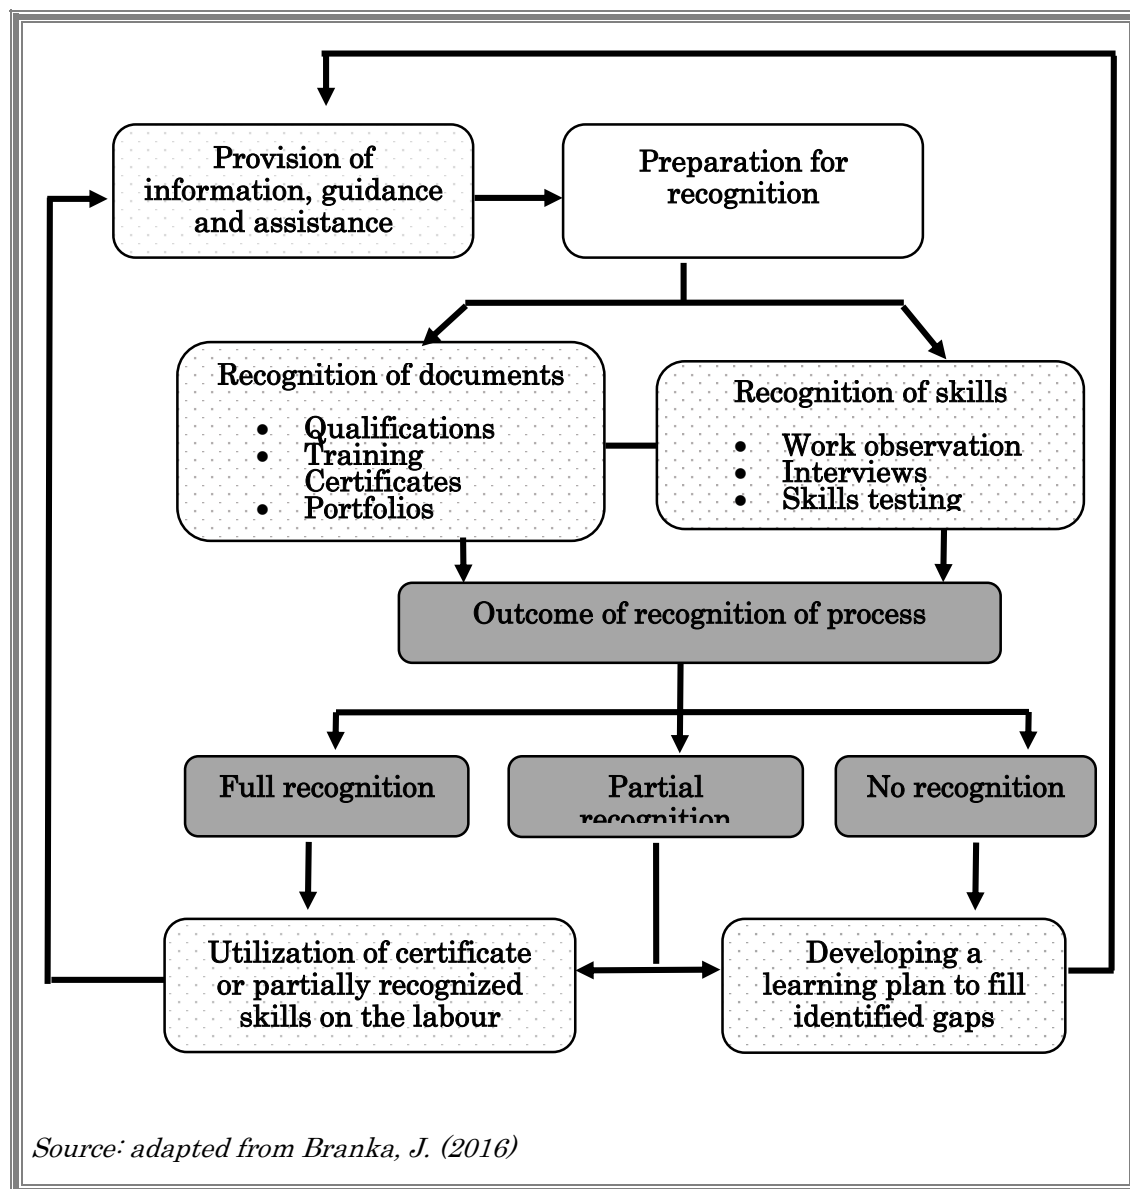 Provision of
information, guidance
and assistance
Preparation for
recognition
Recognition of documents
• Qualifications
• Training
Certificates
• Portfolios
Recognition of skills
• Work observation
• Interviews
• Skills testing
Outcome of recognition of process
Full recognition
Partial
recognition
No recognition
Utilization of certificate
or partially recognized
skills on the labour
Developing a
learning plan to fill
identified gaps
Source: adapted from Branka, J. (2016)